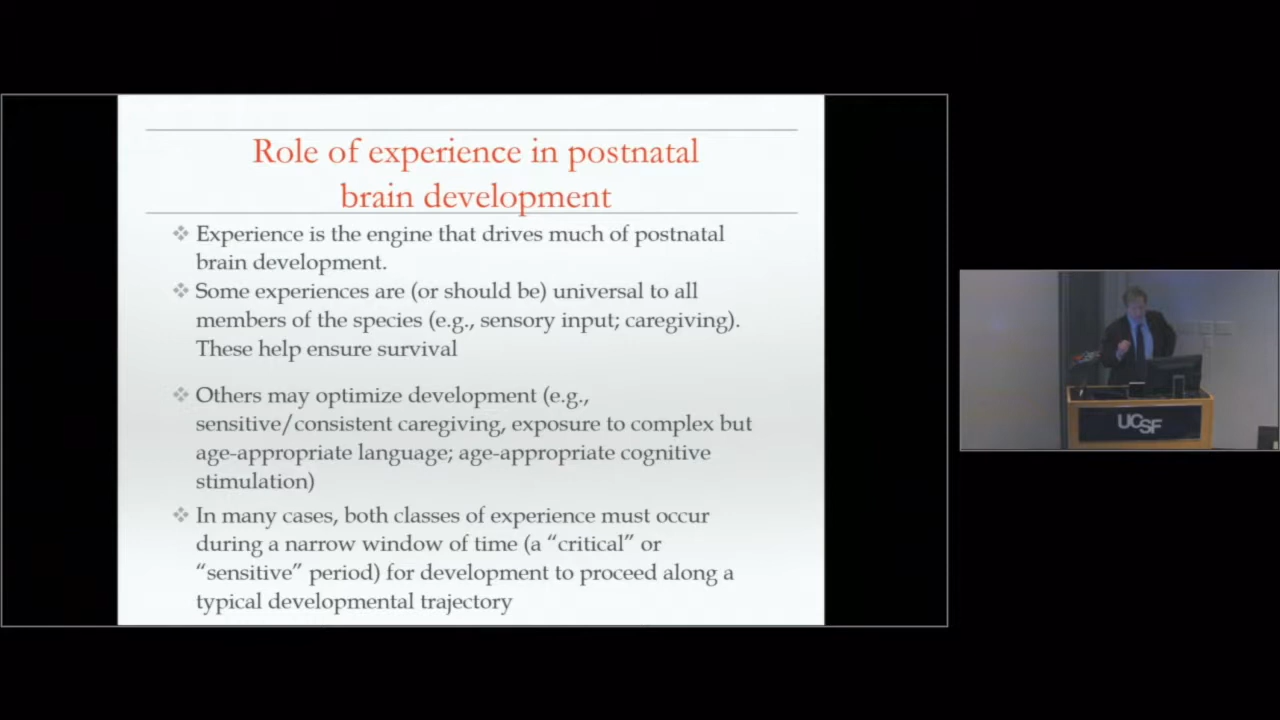 Role of experience in postnatal
brain development
Experience is the engine that drives much of postnatal
brain development.
Some experiences are (or should be) universal to all
members of the species (e.g., sensory input; caregiving).
These help ensure survival
Others may optimize development (e.g.,
sensitive/consistent caregiving, exposure to complex but
age-appropriate language; age-appropriate cognitive
stimulation)
In many cases, both classes of experience must occur
during a narrow window of time (a “critical” or
“sensitive” period) for development to proceed along a
typical developmental trajectory
UCSF